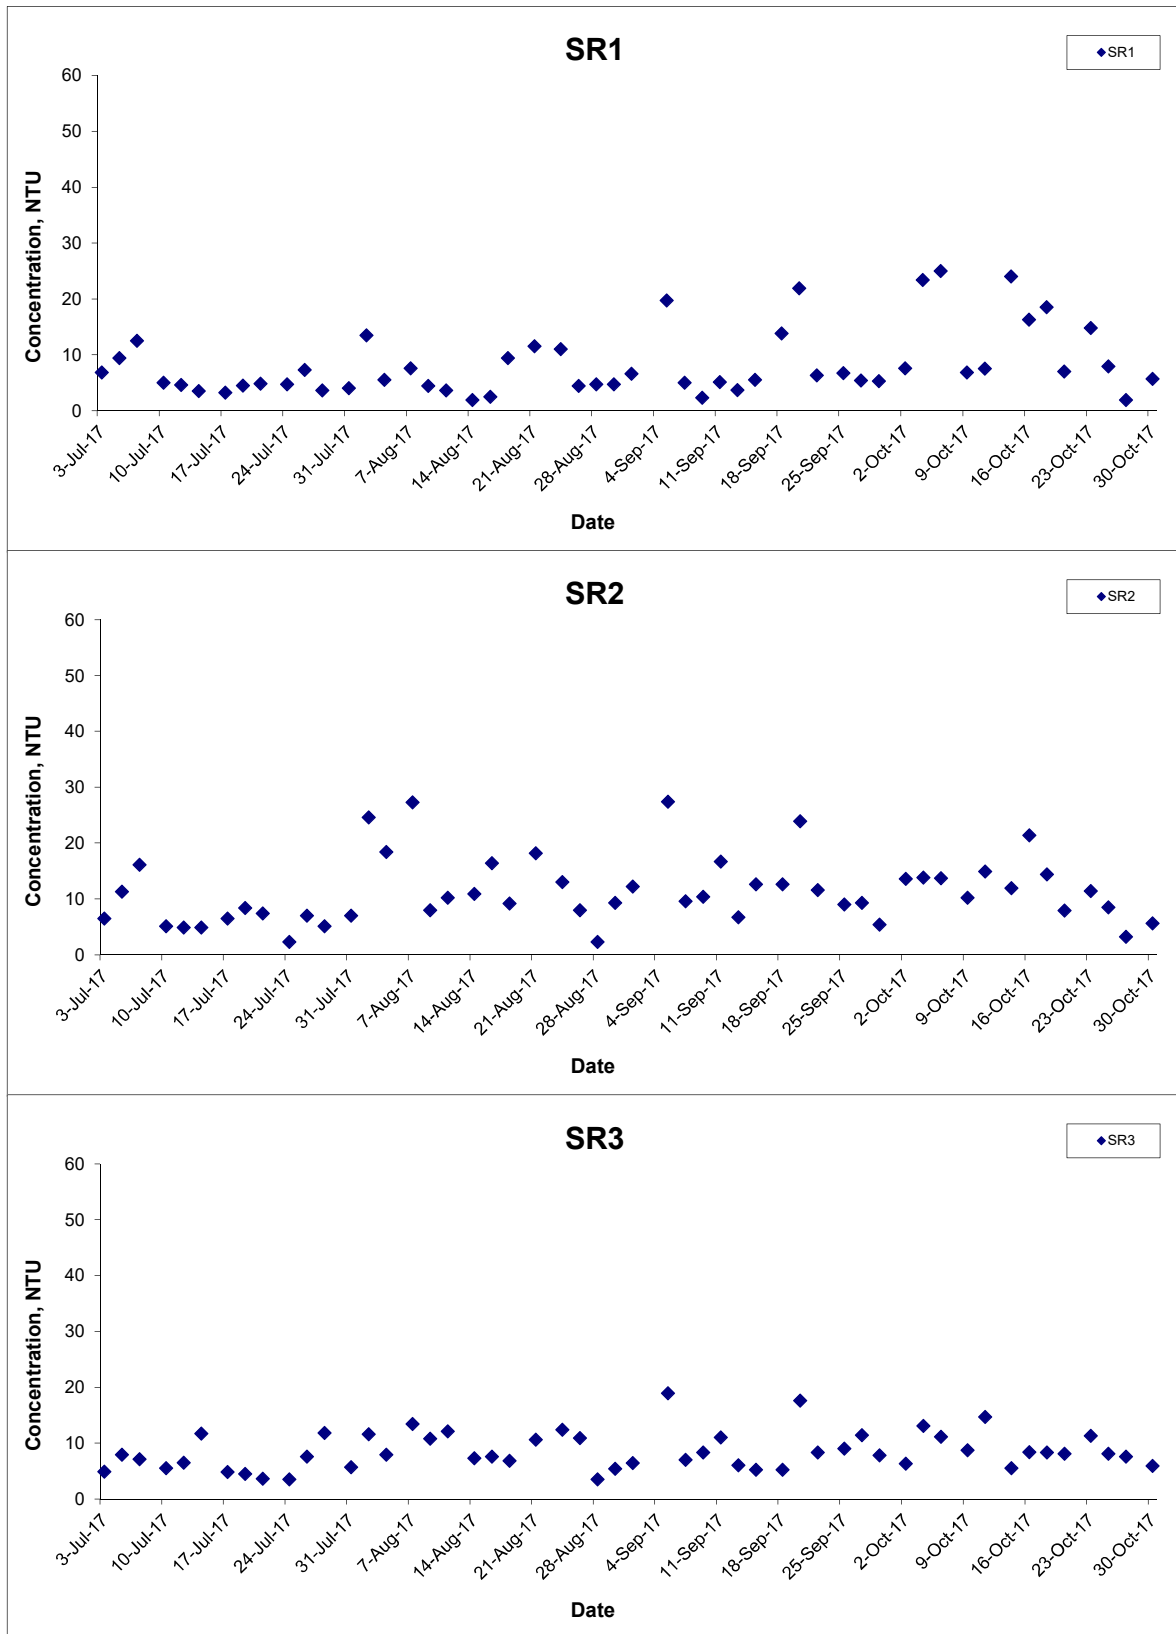 SR1
SR1
60
50
40
30
20
10
0
Concentration, NTU
3-Jul-17
10-Jul-17
17-Jul-17
24-Jul-17
31-Jul-17
7-Aug-17
14-Aug-17
21-Aug-17
28-Aug-17
4-Sep-17
11-Sep-17
18-Sep-17
25-Sep-17
2-Oct-17
9-Oct-17
16-Oct-17
23-Oct-17
30-Oct-17
Date
SR2
SR2
60
50
40
30
20
10
0
Concentration, NTU
3-Jul-17
10-Jul-17
17-Jul-17
24-Jul-17
31-Jul-17
7-Aug-17
14-Aug-17
21-Aug-17
28-Aug-17
4-Sep-17
11-Sep-17
18-Sep-17
25-Sep-17
2-Oct-17
9-Oct-17
16-Oct-17
23-Oct-17
30-Oct-17
Date
SR3
SR3
60
50
40
30
20
10
0
Concentration, NTU
3-Jul-17
10-Jul-17
17-Jul-17
24-Jul-17
31-Jul-17
7-Aug-17
14-Aug-17
21-Aug-17
28-Aug-17
4-Sep-17
11-Sep-17
18-Sep-17
25-Sep-17
2-Oct-17
9-Oct-17
16-Oct-17
23-Oct-17
30-Oct-17
Date